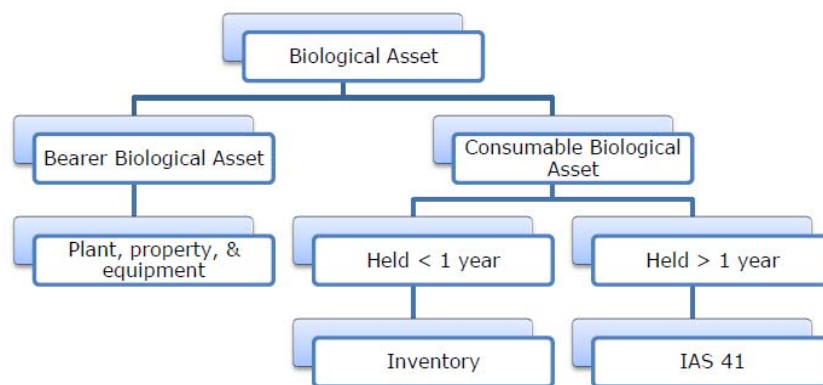 Biological Asset
Bearer Biological Asset
Consumable Biological
Asset
Plant, property, &
equipment
Held < 1 year
Held > 1 year
Inventory
IAS 41